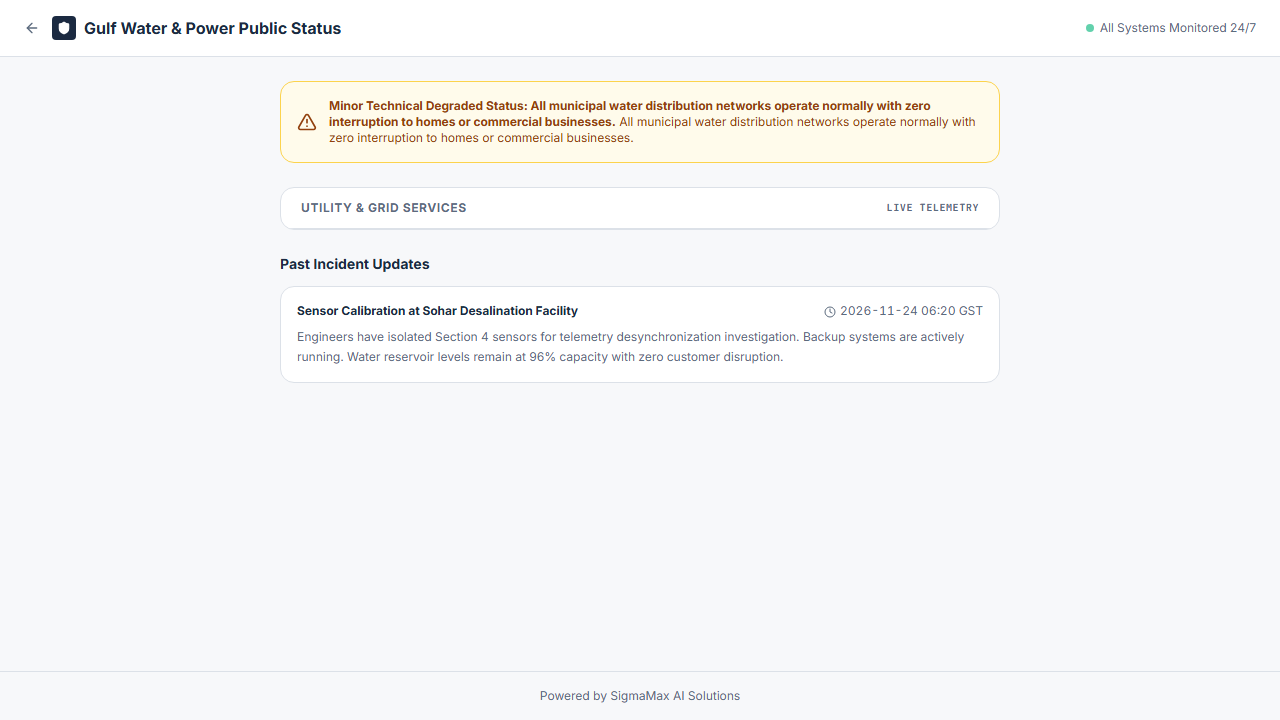 Gulf Water & Power Public Status
All Systems Monitored 24/7
Minor Technical Degraded Status: All municipal water distribution networks operate normally with zero
interruption to homes or commercial businesses. All municipal water distribution networks operate normally with
zero interruption to homes or commercial businesses.
UTILITY & GRID SERVICES
LIVE TELEMETRY
Past Incident Updates
Sensor Calibration at Sohar Desalination Facility
2026-11-24 06:20 GST
Engineers have isolated Section 4 sensors for telemetry desynchronization investigation. Backup systems are actively
running. Water reservoir levels remain at 96% capacity with zero customer disruption.
Powered by SigmaMax AI Solutions